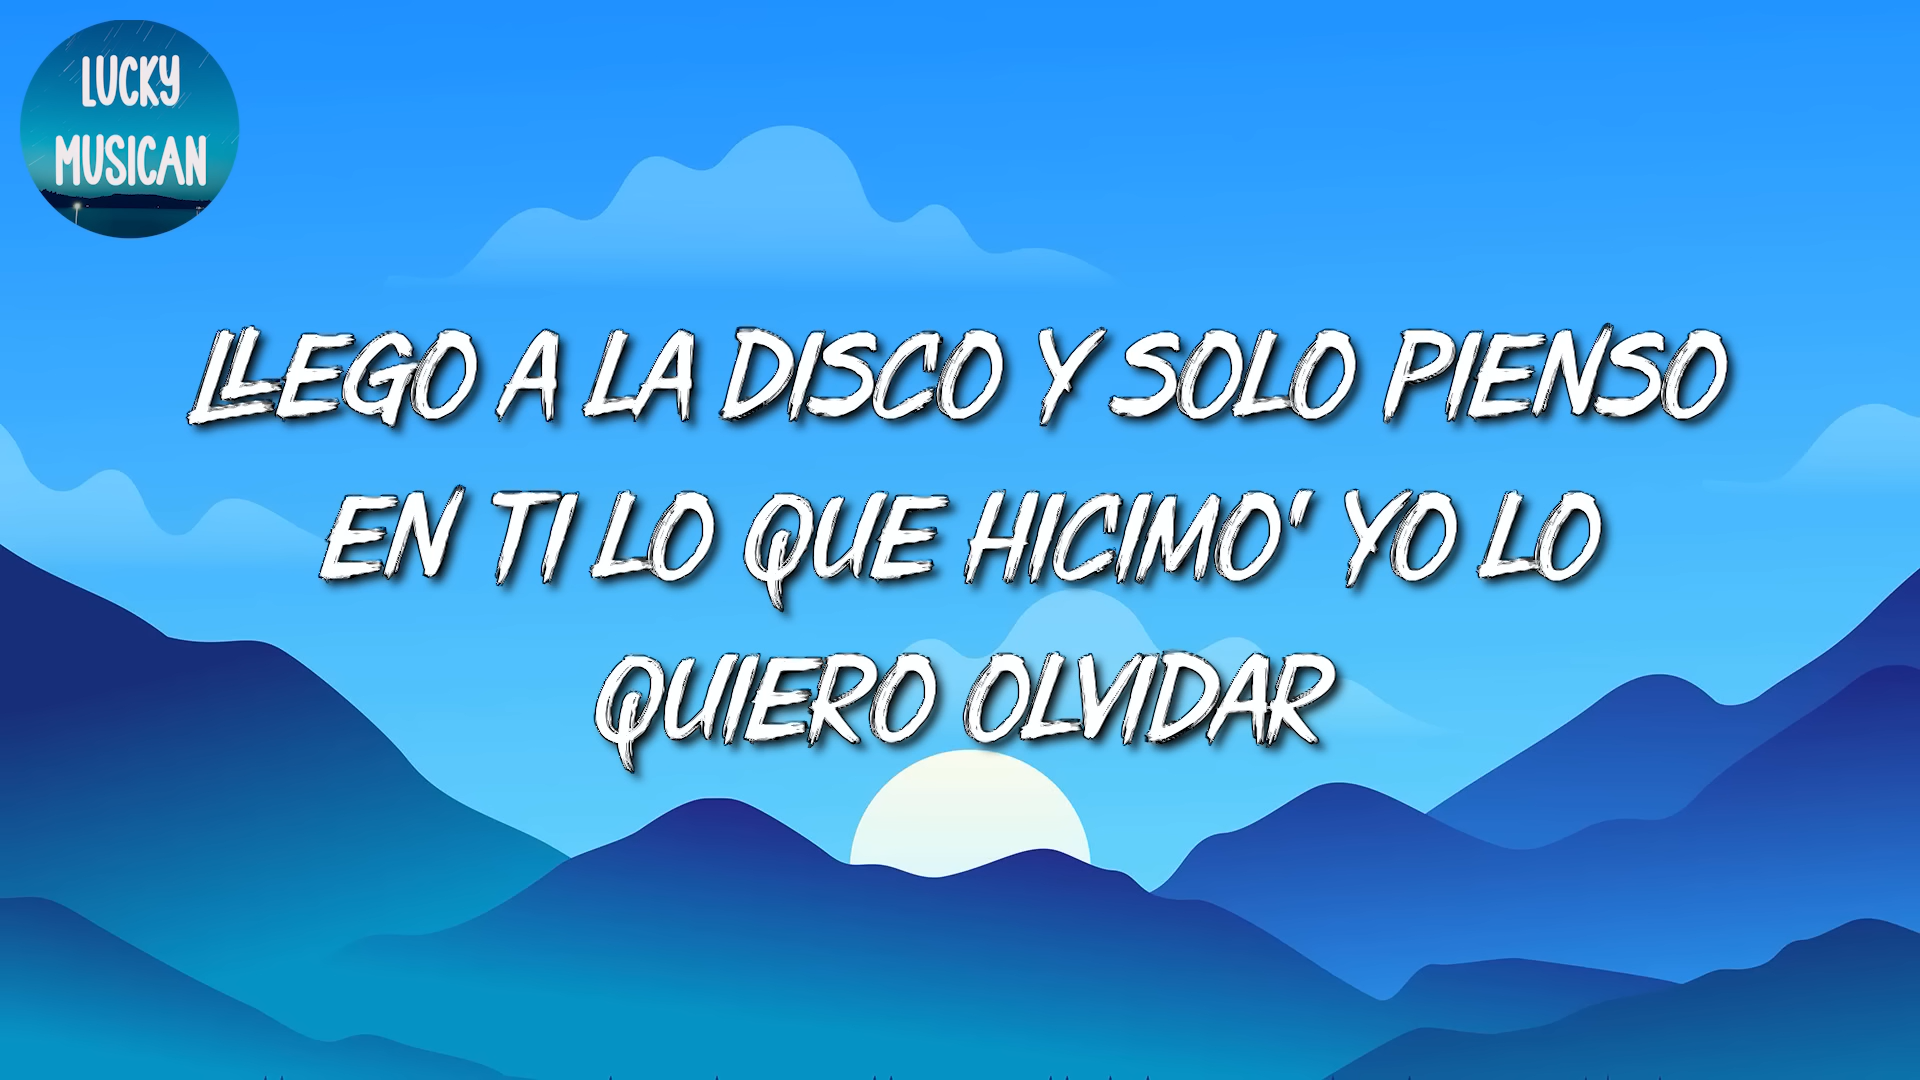 LUCKY
MUSICAN
LLEGO A LA DISCO Y SOLO PIENSO
EN TI LO QUE HICIMO' YO LO
QUIERO OLVIDAR